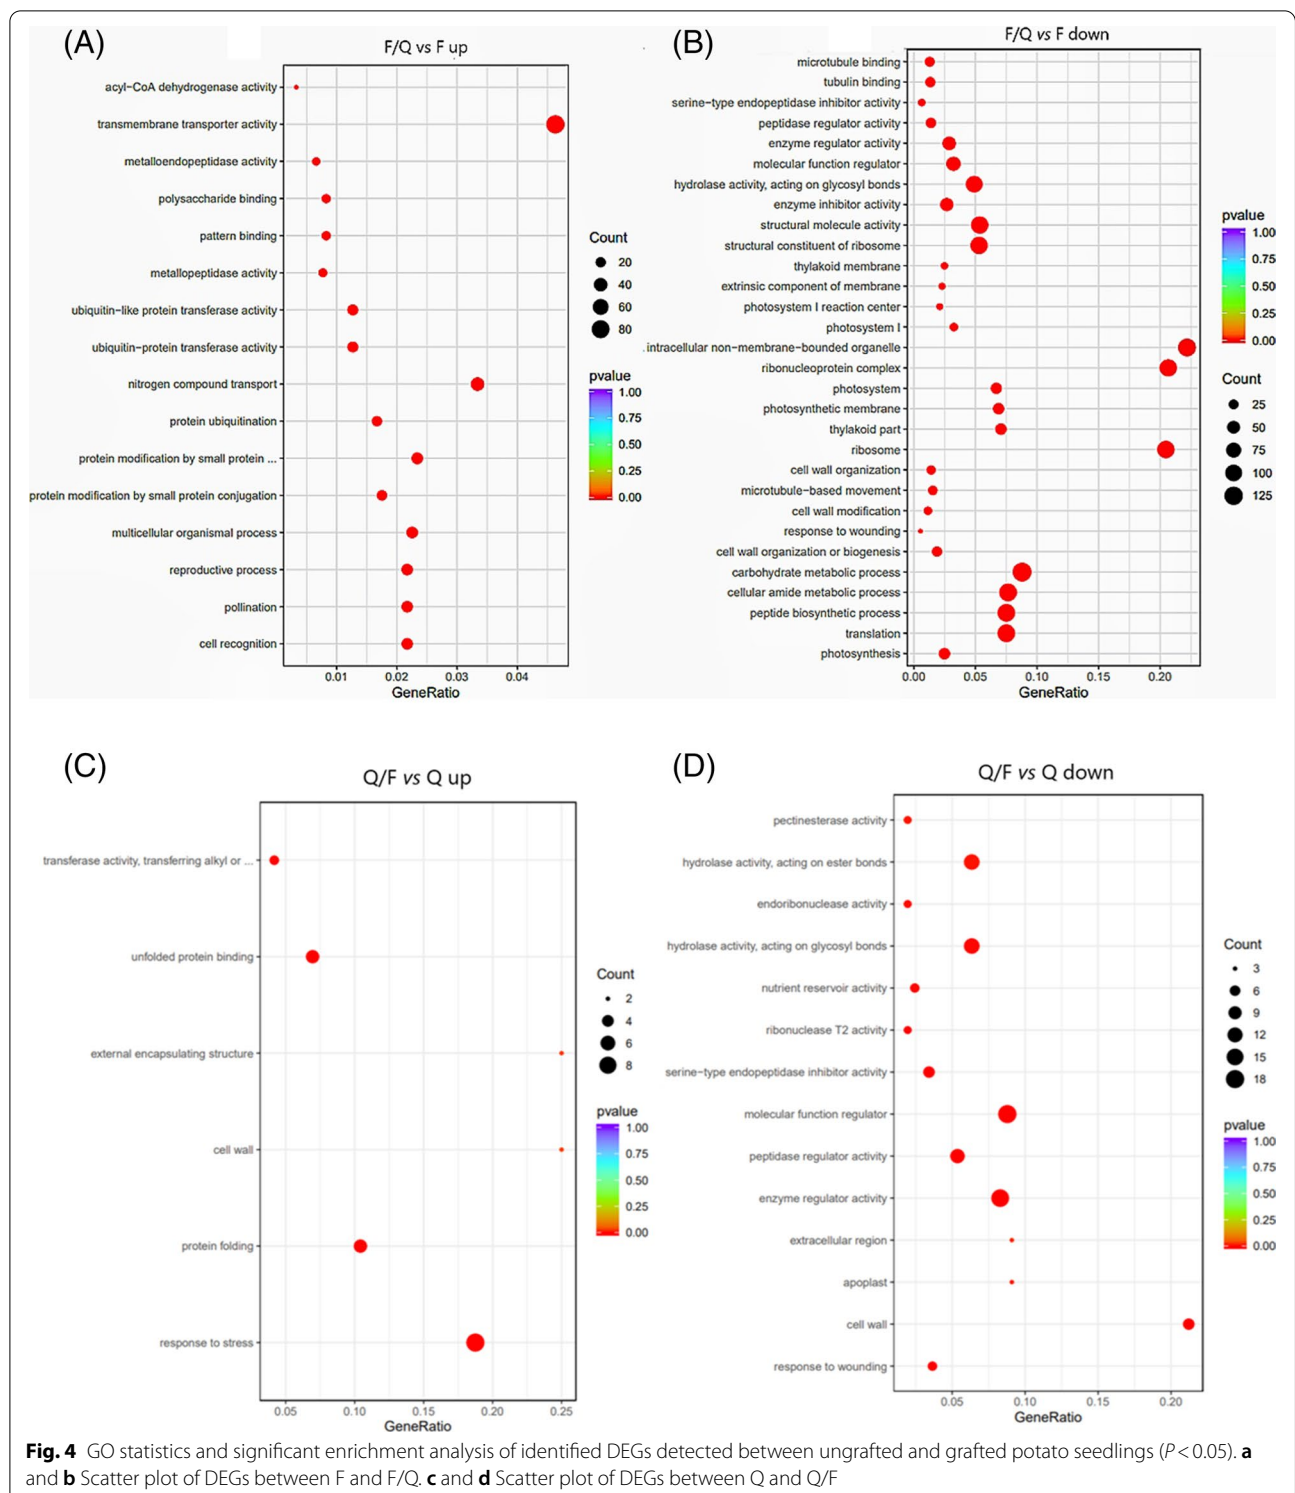 (A)
F/Q vs F up
acyl-CoA dehydrogenase activity
transmembrane transporter activity
metalloendopeptidase activity
polysaccharide binding
pattern binding
metallopeptidase activity
ubiquitin-like protein transferase activity
ubiquitin-protein transferase activity
nitrogen compound transport
protein ubiquitination
protein modification by small protein ...
protein modification by small protein conjugation
multicellular organismal process
reproductive process
pollination
cell recognition
0.01 0.02 0.03 0.04
GeneRatio
Count
20
40
60
80
pvalue
1.00
0.75
0.50
0.25
0.00
(B)
F/Q vs F down
microtubule binding
tubulin binding
serine-type endopeptidase inhibitor activity
peptidase regulator activity
enzyme regulator activity
molecular function regulator
hydrolase activity, acting on glycosyl bonds
enzyme inhibitor activity
structural molecule activity
structural constituent of ribosome
thylakoid membrane
extrinsic component of membrane
photosystem I reaction center
photosystem I
intracellular non-membrane-bounded organelle
ribonucleoprotein complex
photosystem
photosynthetic membrane
thylakoid part
ribosome
cell wall organization
microtubule-based movement
cell wall modification
response to wounding
cell wall organization or biogenesis
carbohydrate metabolic process
cellular amide metabolic process
peptide biosynthetic process
translation
photosynthesis
0.00 0.05 0.10 0.15 0.20
GeneRatio
pvalue
1.00
0.75
0.50
0.25
0.00
Count
25
50
75
100
125
(C)
Q/F vs Q up
transferase activity, transferring alkyl or ...
unfolded protein binding
external encapsulating structure
cell wall
protein folding
response to stress
0.05 0.10 0.15 0.20 0.25
GeneRatio
Count
2
4
6
8
pvalue
1.00
0.75
0.50
0.25
0.00
(D)
Q/F vs Q down
pectinesterase activity
hydrolase activity, acting on ester bonds
endoribonuclease activity
hydrolase activity, acting on glycosyl bonds
nutrient reservoir activity
ribonuclease T2 activity
serine-type endopeptidase inhibitor activity
molecular function regulator
peptidase regulator activity
enzyme regulator activity
extracellular region
apoplast
cell wall
response to wounding
0.05 0.10 0.15 0.20
GeneRatio
Count
3
6
9
12
15
18
pvalue
1.00
0.75
0.50
0.25
0.00
Fig. 4 GO statistics and significant enrichment analysis of identified DEGs detected between ungrafted and grafted potato seedlings (P < 0.05). a
and b Scatter plot of DEGs between F and F/Q. c and d Scatter plot of DEGs between Q and Q/F